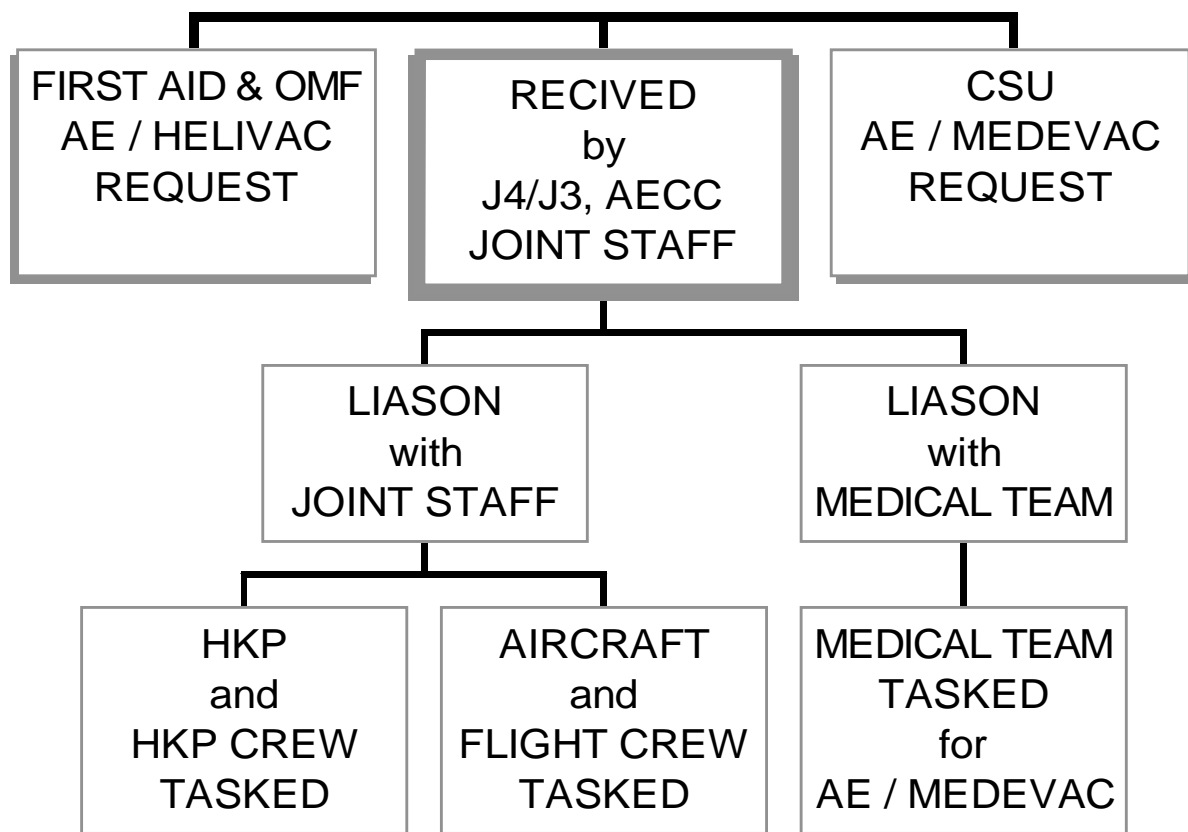 FIRST AID & OMF
AE / HELIVAC
REQUEST
RECIVED
by
J4/J3, AECC
JOINT STAFF
CSU
AE / MEDEVAC
REQUEST
LIASON
with
JOINT STAFF
LIASON
with
MEDICAL TEAM
HKP
and
HKP CREW
TASKED
AIRCRAFT
and
FLIGHT CREW
TASKED
MEDICAL TEAM
TASKED
for
AE / MEDEVAC